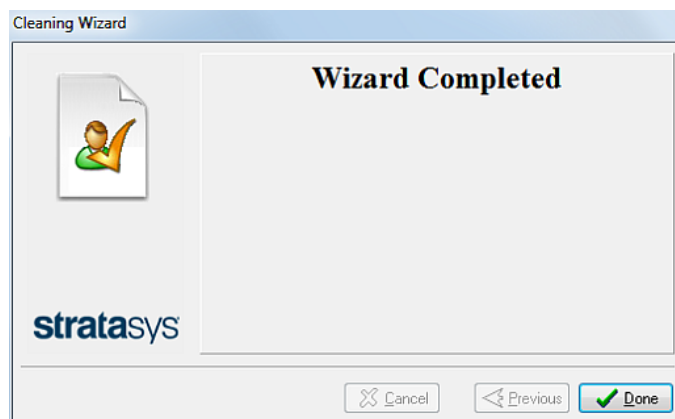 Cleaning Wizard
Wizard Completed
stratasys
Cancel
Previous
Done